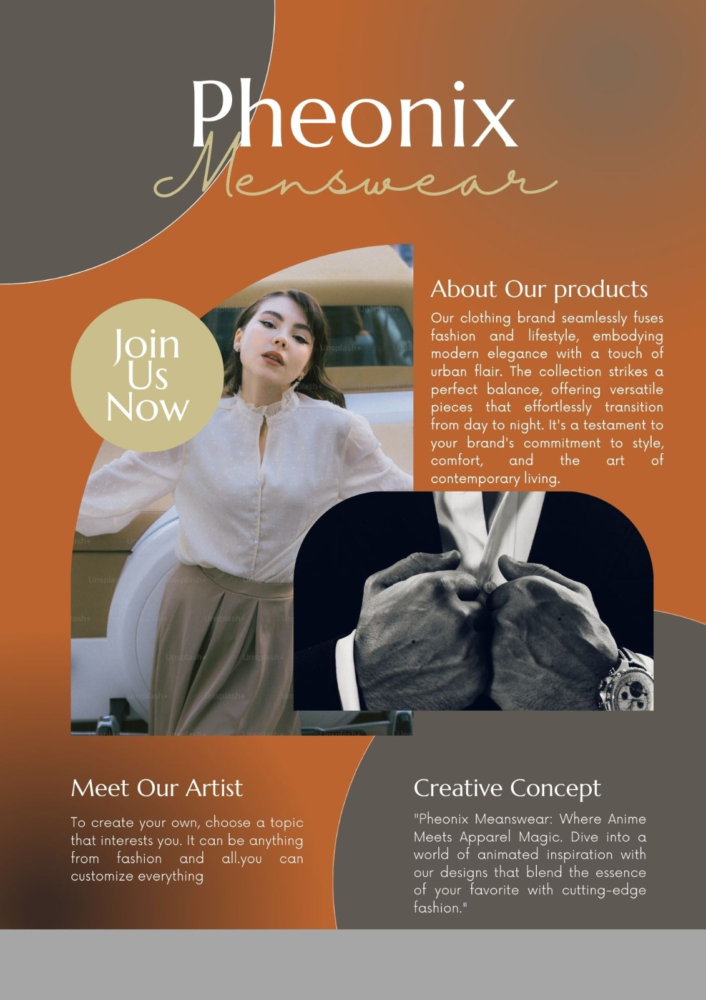 Pheonix
Menswear
Join
Us
Now
About Our products
Our clothing brand seamlessly fuses
fashion and lifestyle, embodying
modern elegance with a touch of
urban flair. The collection strikes a
perfect balance, offering versatile
pieces that effortlessly transition
from day to night. It's a testament to
your brand's commitment to style,
comfort, and the art of
contemporary living.
Unsplash+
Meet Our Artist
To create your own, choose a topic
that interests you. It can be anything
from fashion and all.you can
customize everything
Creative Concept
"Pheonix Meanswear: Where Anime
Meets Apparel Magic. Dive into a
world of animated inspiration with
our designs that blend the essence
of your favorite with cutting-edge
fashion."